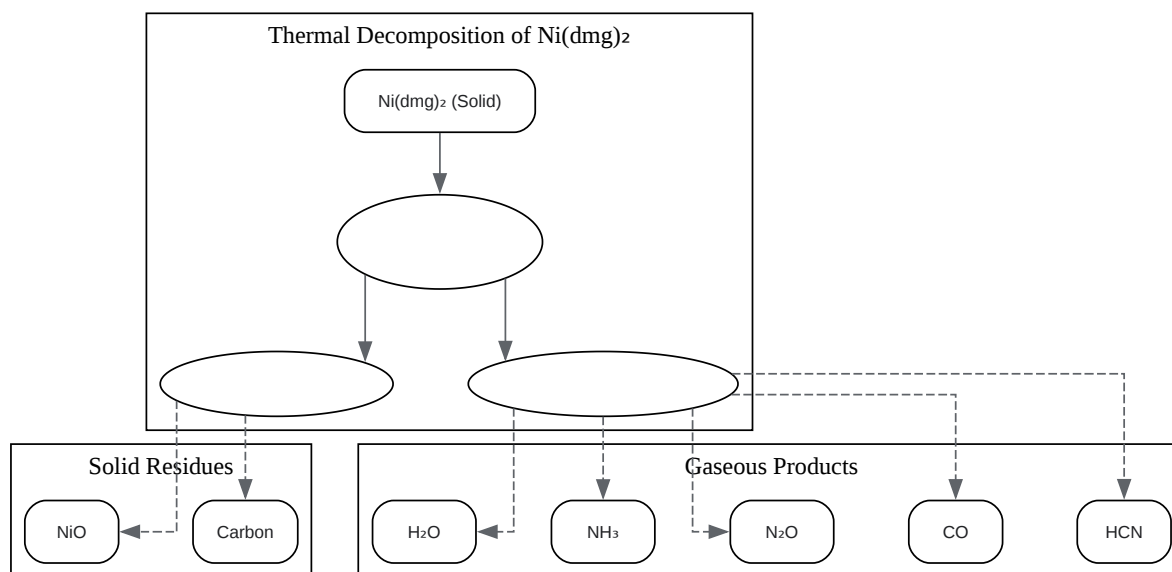 Thermal Decomposition of Ni(dmg)₂
Ni(dmg)₂ (Solid)
Solid Residues
Gaseous Products
NiO
Carbon
H₂O
NH₃
N₂O
CO
HCN